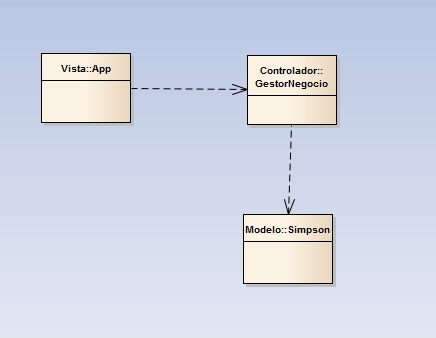 Vista::App
Controlador::
GestorNegocio
Modelo::Simpson